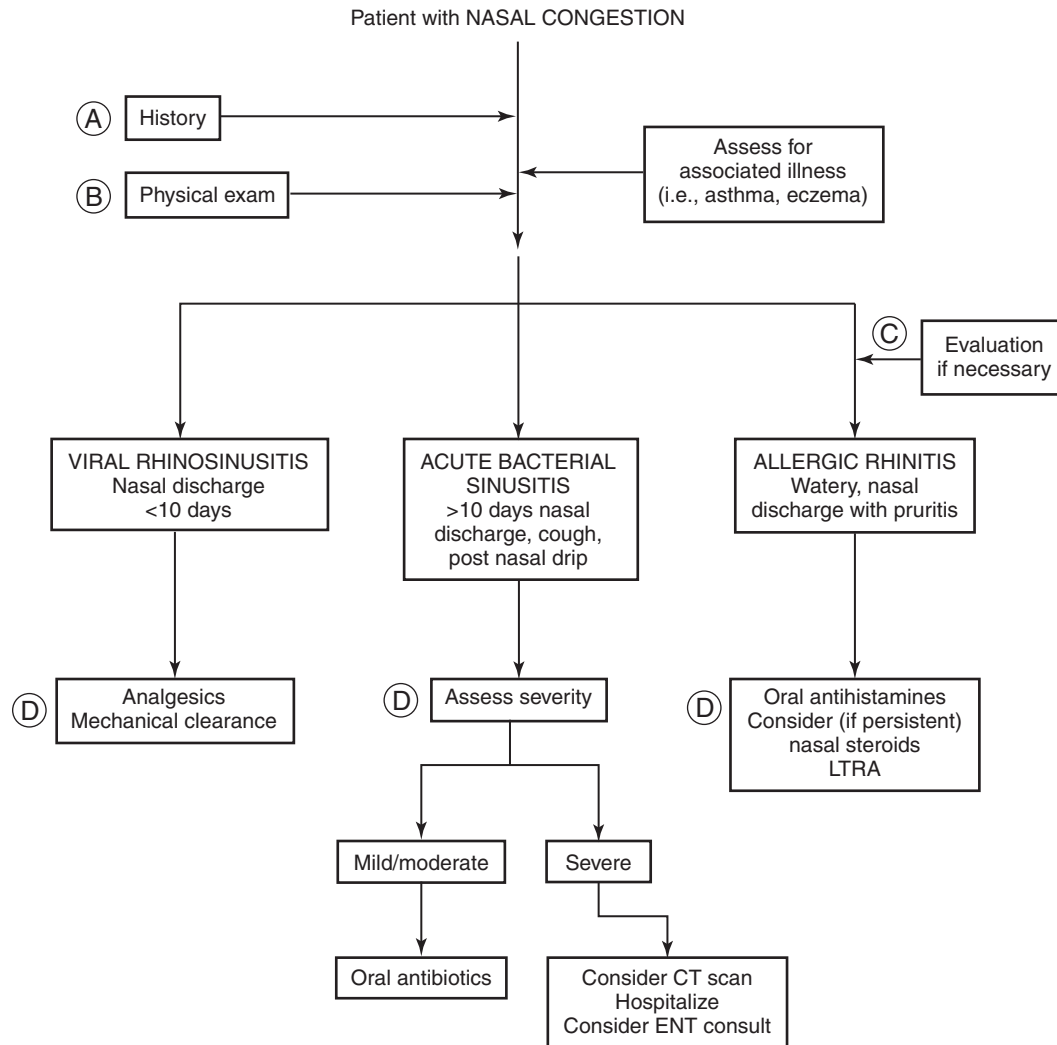 Patient with NASAL CONGESTION
A
History
Assess for
associated illness
(i.e., asthma, eczema)
B
Physical exam
C
Evaluation
if necessary
VIRAL RHINOSINUSITIS
Nasal discharge
<10 days
ACUTE BACTERIAL
SINUSITIS
>10 days nasal
discharge, cough,
post nasal drip
ALLERGIC RHINITIS
Watery, nasal
discharge with pruritis
D
Analgesics
Mechanical clearance
D
Assess severity
D
Oral antihistamines
Consider (if persistent)
nasal steroids
LTRA
Mild/moderate
Severe
Oral antibiotics
Consider CT scan
Hospitalize
Consider ENT consult